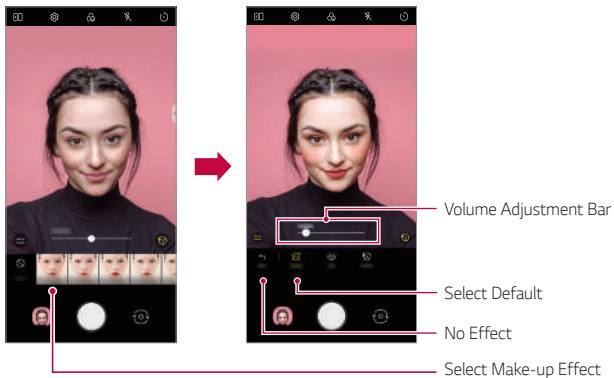 Volume Adjustment Bar
Select Default
No Effect
Select Make-up Effect